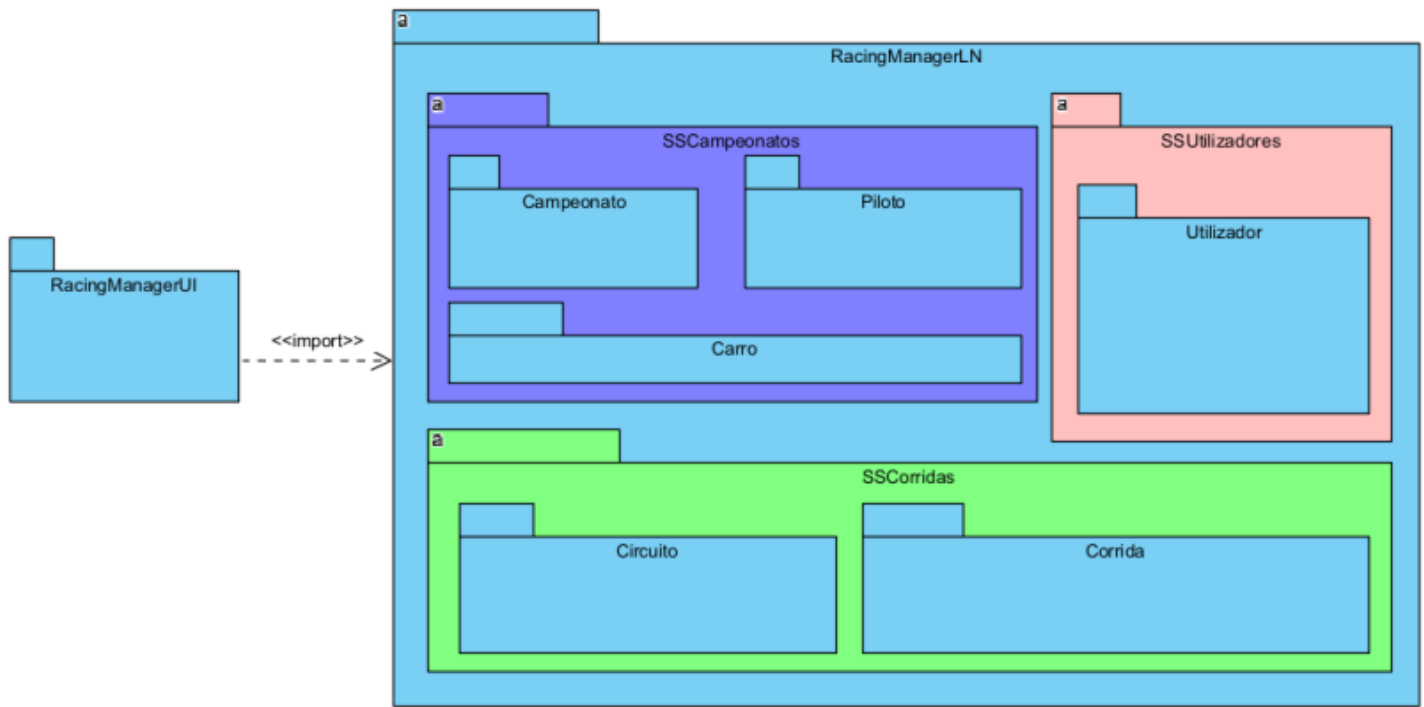 a
RacingManagerLN
a
SSCampeonatos
Campeonato
Piloto
Carro
a
SSUtilizadores
Utilizador
RacingManagerUI
<<import>>
a
SSCorridas
Circuito
Corrida